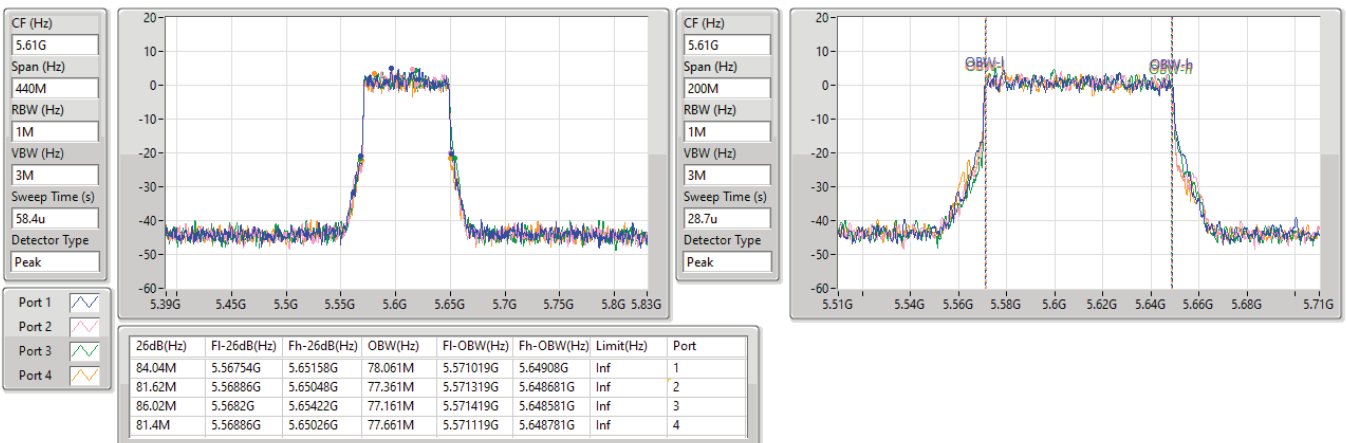 CF (Hz)
5.61G
Span (Hz)
440M
RBW (Hz)
1M
VBW (Hz)
3M
Sweep Time (s)
58.4u
Detector Type
Peak
20
10
0
-10
-20
-30
-40
-50
-60
5.39G 5.45G 5.5G 5.55G 5.6G 5.65G 5.7G 5.75G 5.8G 5.83G
CF (Hz)
5.61G
Span (Hz)
200M
RBW (Hz)
1M
VBW (Hz)
3M
Sweep Time (s)
28.7u
Detector Type
Peak
20
10
0
-10
-20
-30
-40
-50
-60
OBW-l OBW-h
5.51G 5.54G 5.56G 5.58G 5.6G 5.62G 5.64G 5.66G 5.68G 5.71G
Port 1
Port 2
Port 3
Port 4
26dB(Hz) Fl-26dB(Hz) Fh-26dB(Hz) OBW(Hz) Fl-OBW(Hz) Fh-OBW(Hz) Limit(Hz) Port
84.04M 5.56754G 5.65158G 78.061M 5.571019G 5.64908G Inf 1
81.62M 5.56886G 5.65048G 77.361M 5.571319G 5.648681G Inf 2
86.02M 5.5682G 5.65422G 77.161M 5.571419G 5.648581G Inf 3
81.4M 5.56886G 5.65026G 77.661M 5.571119G 5.648781G Inf 4